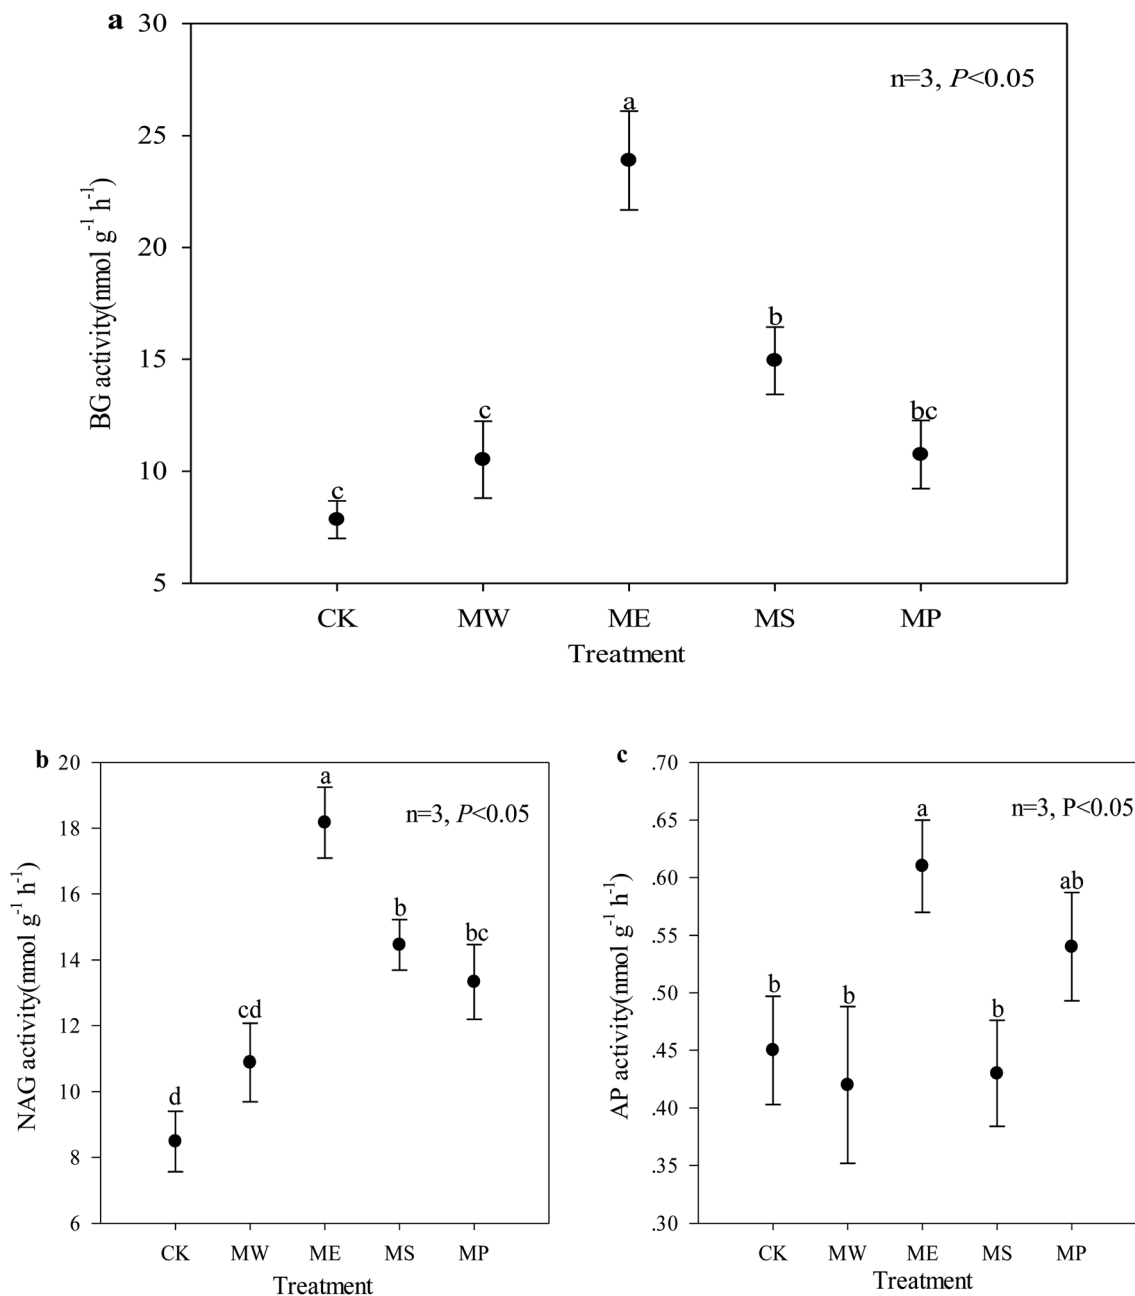 a
30
n=3, P<0.05
a
25
BG activity(nmol g⁻¹ h⁻¹)
20
b
15
c
bc
10
c
5
CK MW ME MS MP
Treatment
b
20
a
n=3, P<0.05
18
NAG activity(nmol g⁻¹ h⁻¹)
16
b
bc
14
12
cd
10
d
8
6
CK MW ME MS MP
Treatment
c
.70
a
n=3, P<0.05
.65
AP activity(nmol g⁻¹ h⁻¹)
.60
ab
.55
.50
b b b
.45
.40
.35
.30
CK MW ME MS MP
Treatment